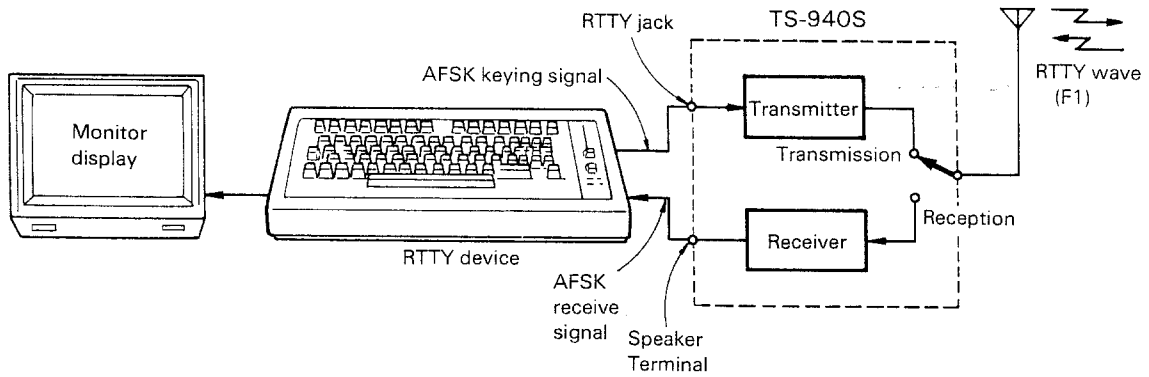 TS-940S
RTTY jack
AFSK keying signal
RTTY wave
(F1)
Monitor
display
Transmitter
Transmission
Reception
Receiver
RTTY device
AFSK
receive
signal
Speaker
Terminal